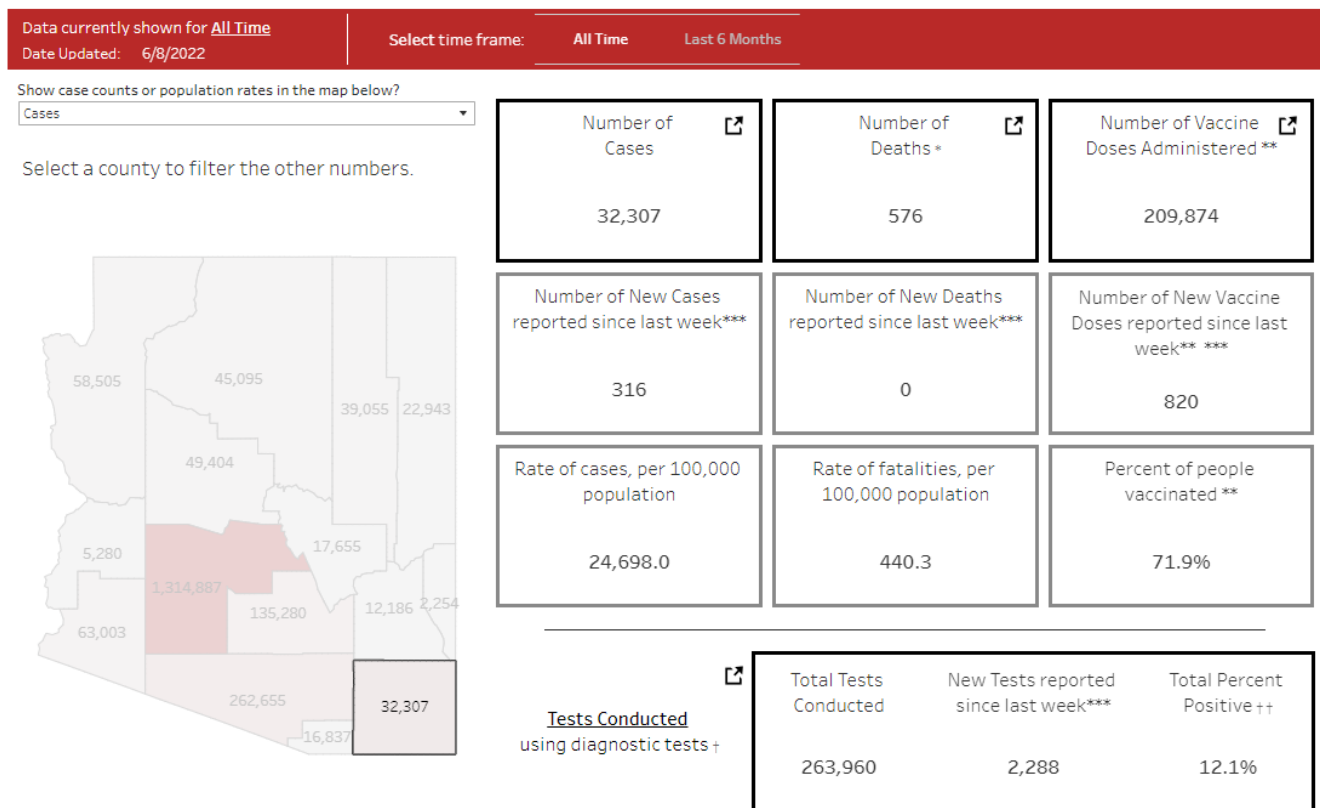 Data currently shown for All Time
Date Updated: 6/8/2022
Select time frame:
All Time
Last 6 Months
Show case counts or population rates in the map below?
Cases
Select a county to filter the other numbers.
58,505
45,095
39,055
22,943
49,404
5,280
17,655
1,314,887
135,280
12,186
2,254
63,003
262,655
32,307
16,837
Number of
Cases
32,307
Number of
Deaths *
576
Number of Vaccine
Doses Administered **
209,874
Number of New Cases
reported since last week***
316
Number of New Deaths
reported since last week***
0
Number of New Vaccine
Doses reported since last
week** ***
820
Rate of cases, per 100,000
population
24,698.0
Rate of fatalities, per
100,000 population
440.3
Percent of people
vaccinated **
71.9%
Tests Conducted
using diagnostic tests †
Total Tests
Conducted
263,960
New Tests reported
since last week***
2,288
Total Percent
Positive ††
12.1%